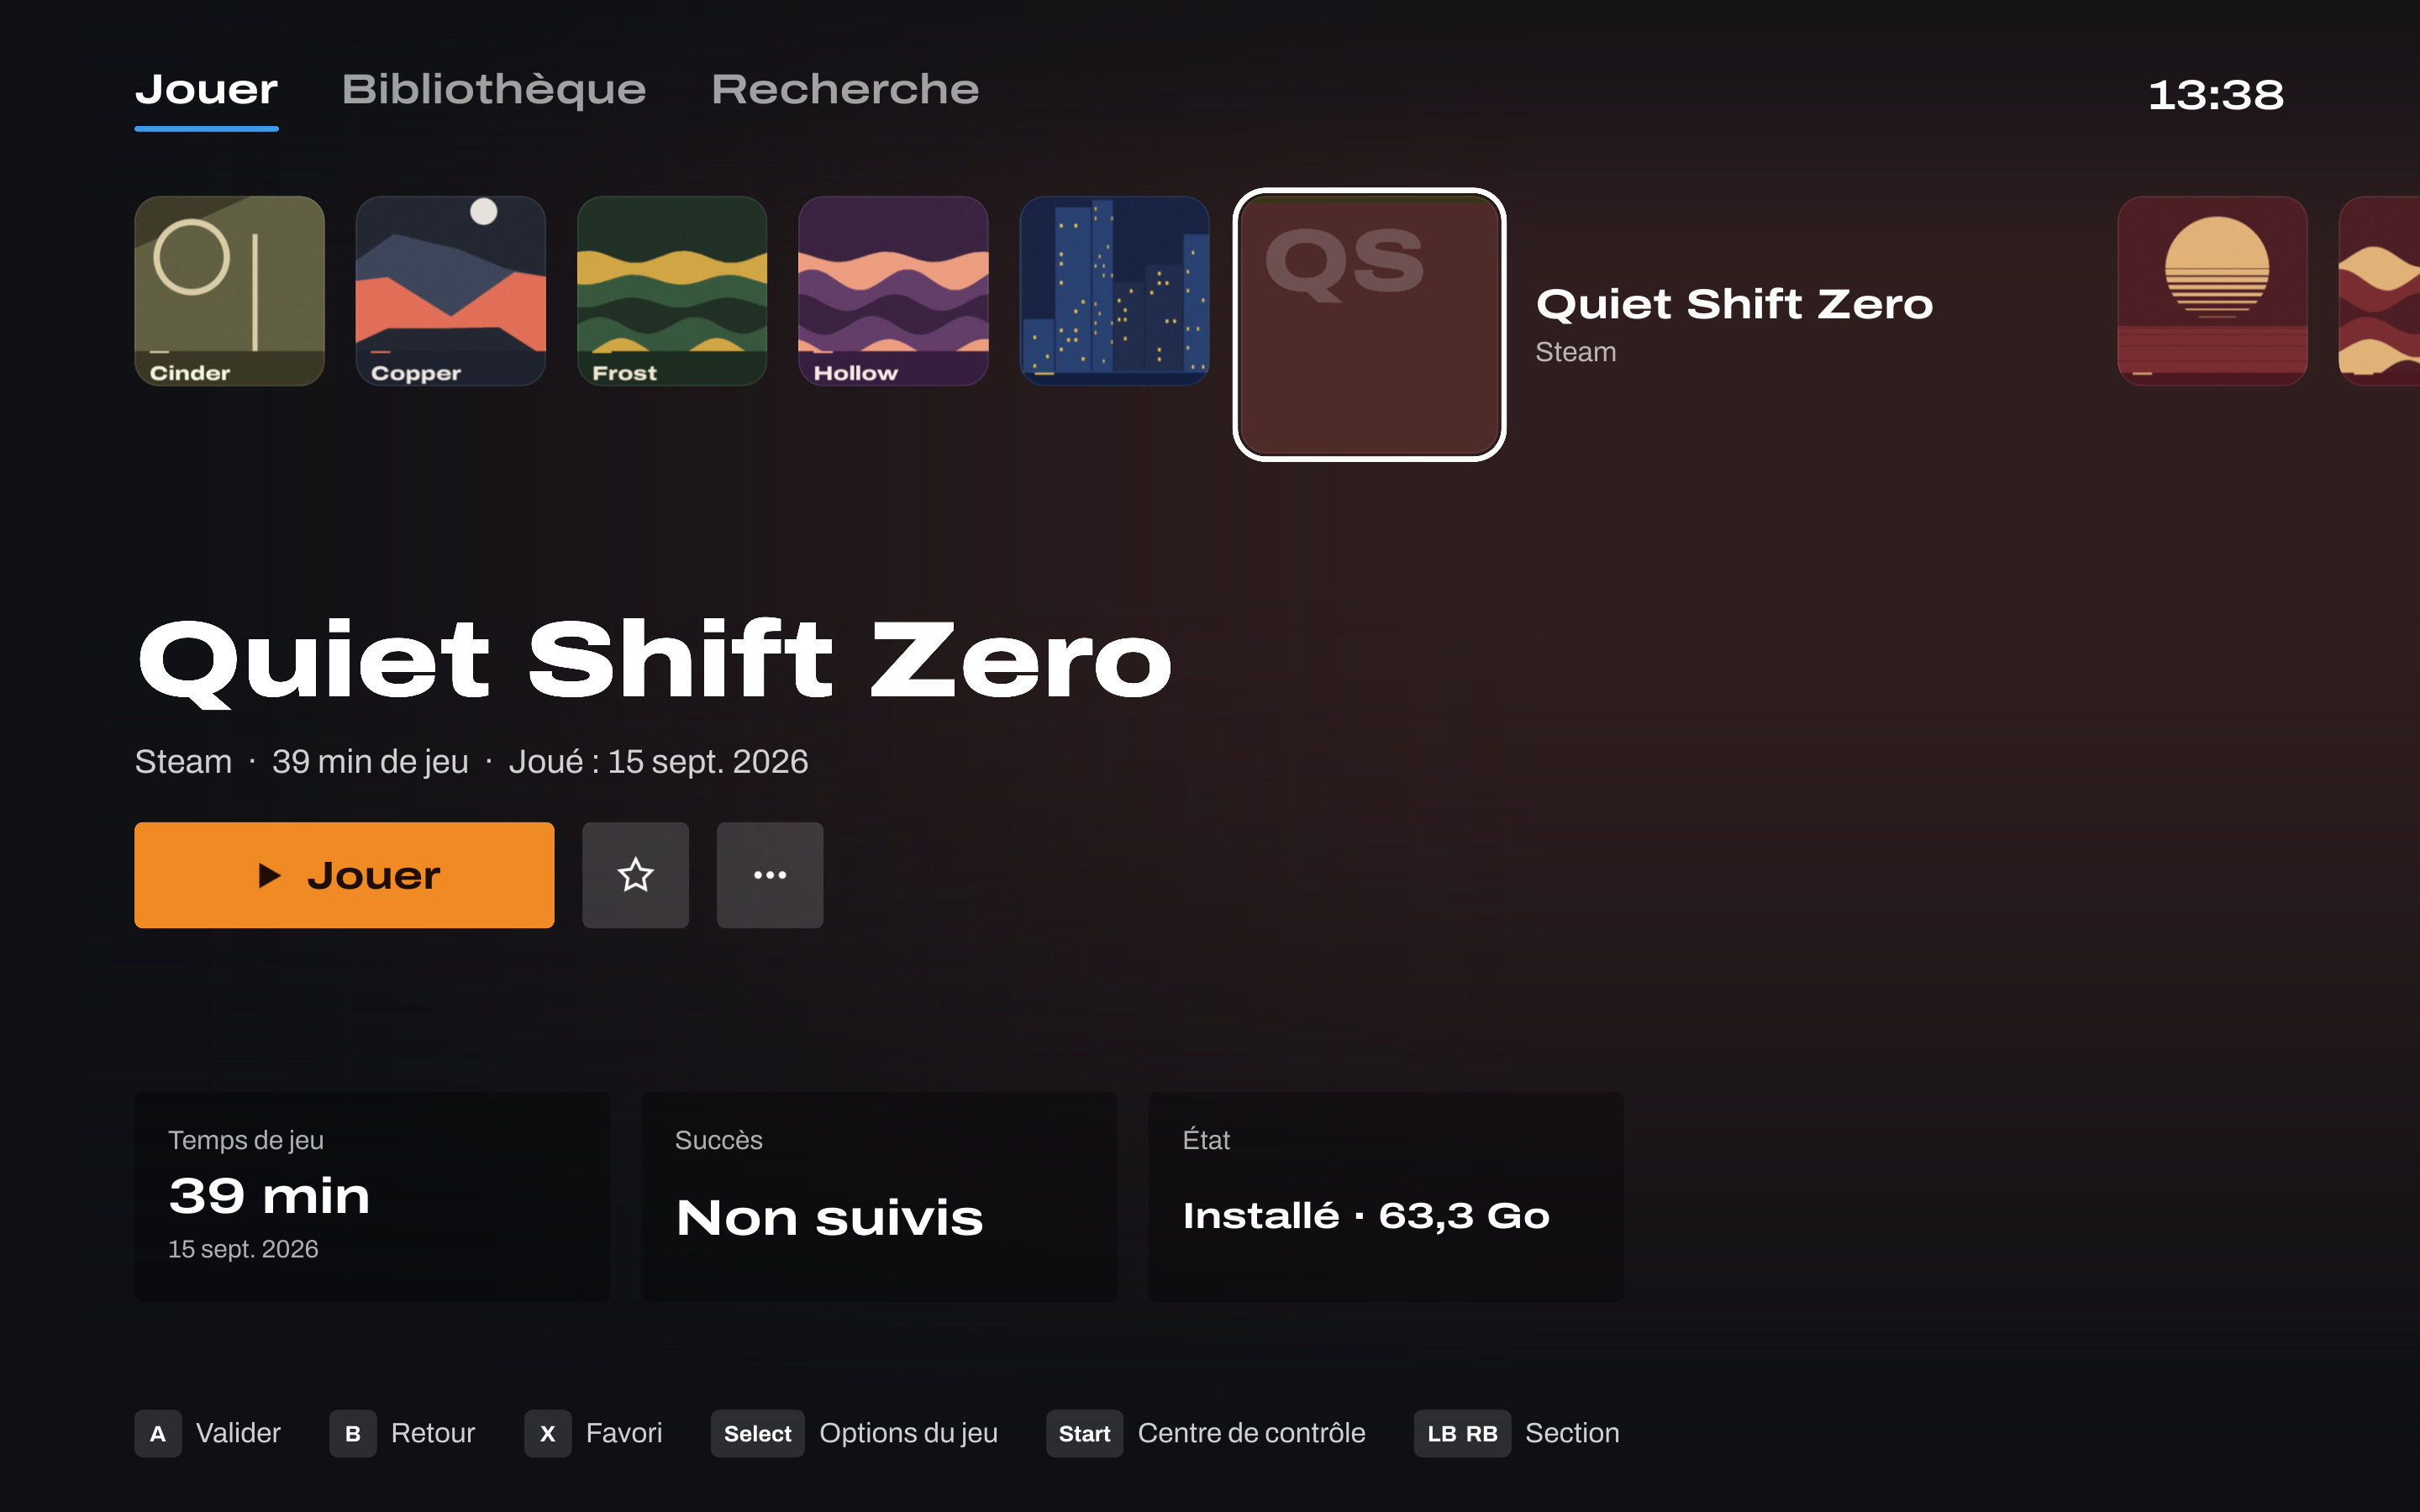 Jouer
Bibliothèque
Recherche
13:38
Cinder
Copper
Frost
Hollow
QS
Quiet Shift Zero
Steam
Quiet Shift Zero
Steam · 39 min de jeu · Joué : 15 sept. 2026
Jouer
Temps de jeu
39 min
15 sept. 2026
Succès
Non suivis
État
Installé · 63,3 Go
A Valider
B Retour
X Favori
Select Options du jeu
Start Centre de contrôle
LB RB Section